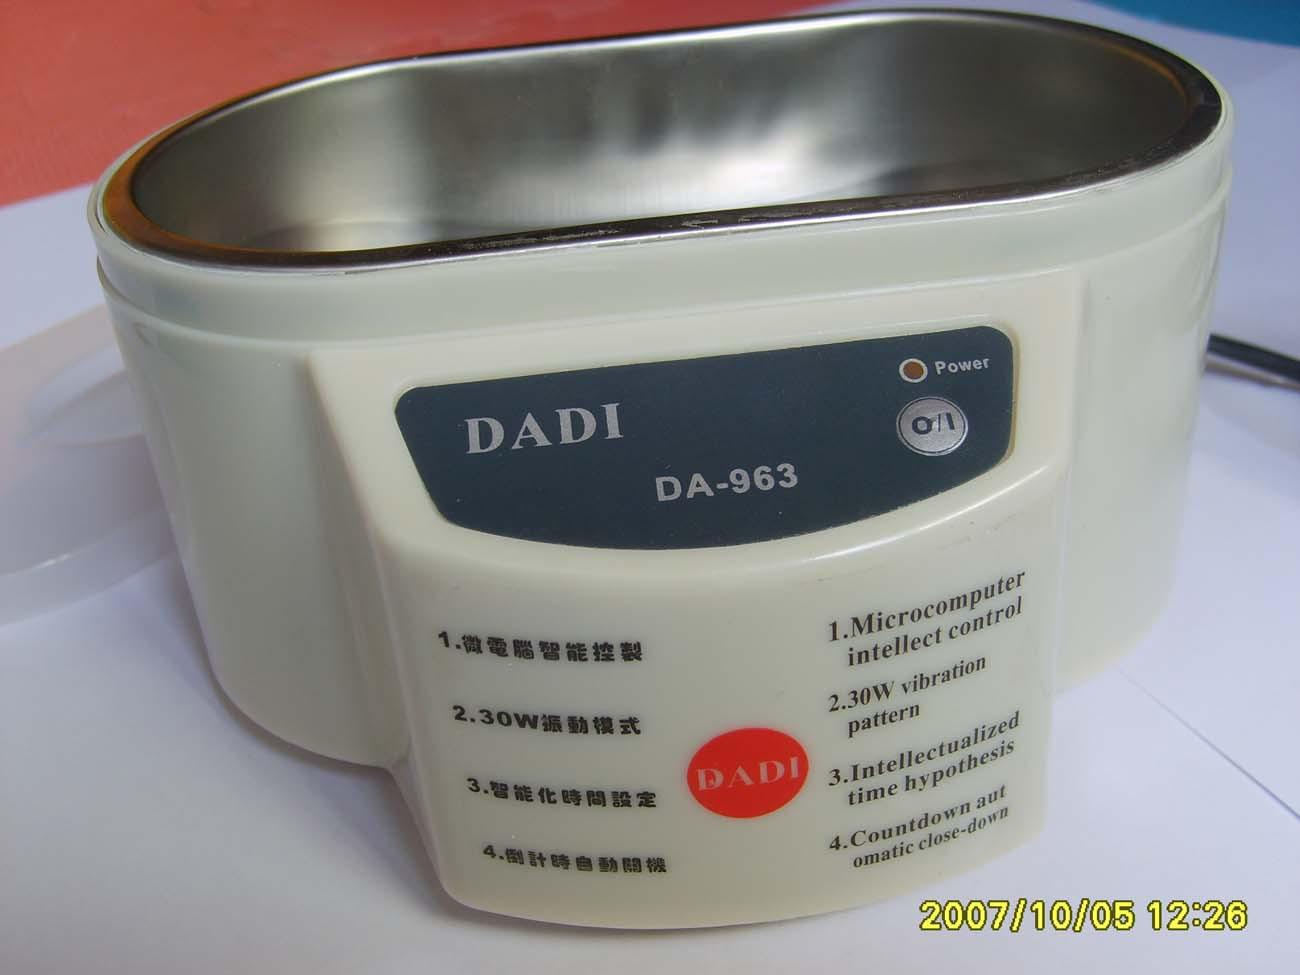 Power
O/I
DADI
DA-963
1.微電腦智能控製
2.30W振動模式
3.智能化時間設定
4.倒計時自動關機
DADI
1.Microcomputer
intellect control
2.30W vibration
pattern
3.Intellectualized
time hypothesis
4.Countdown aut
omatic close-down
2007/10/05 12:26